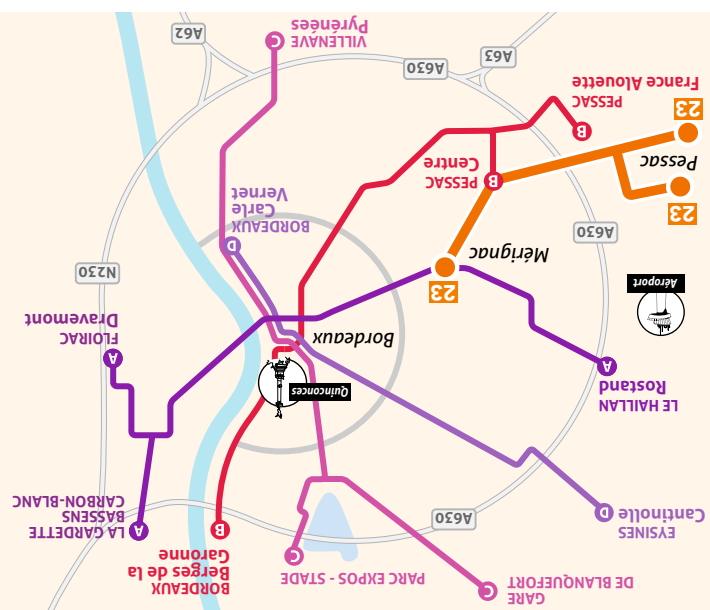 GARE
DE BLANQUEFORT
C
PARC EXPOS - STADE
C
BORDEAUX
Berges de la
Garonne
B
LA GARDETTE
BASSENS
CARBON-BLANC
A
A630
EYSINES
Cantinolle
D
LE HAILLAN
Rostand
A
Quinconces
Bordeaux
FLOIRAC
Dravemont
A
Aéroport
N230
23
Mérignac
A630
BORDEAUX
Carle
Vernet
D
PESSAC
Centre
B
23
Pessac
23
PESSAC
France Alouette
B
A630
A63
VILLENAVE
Pyrénées
C
A62